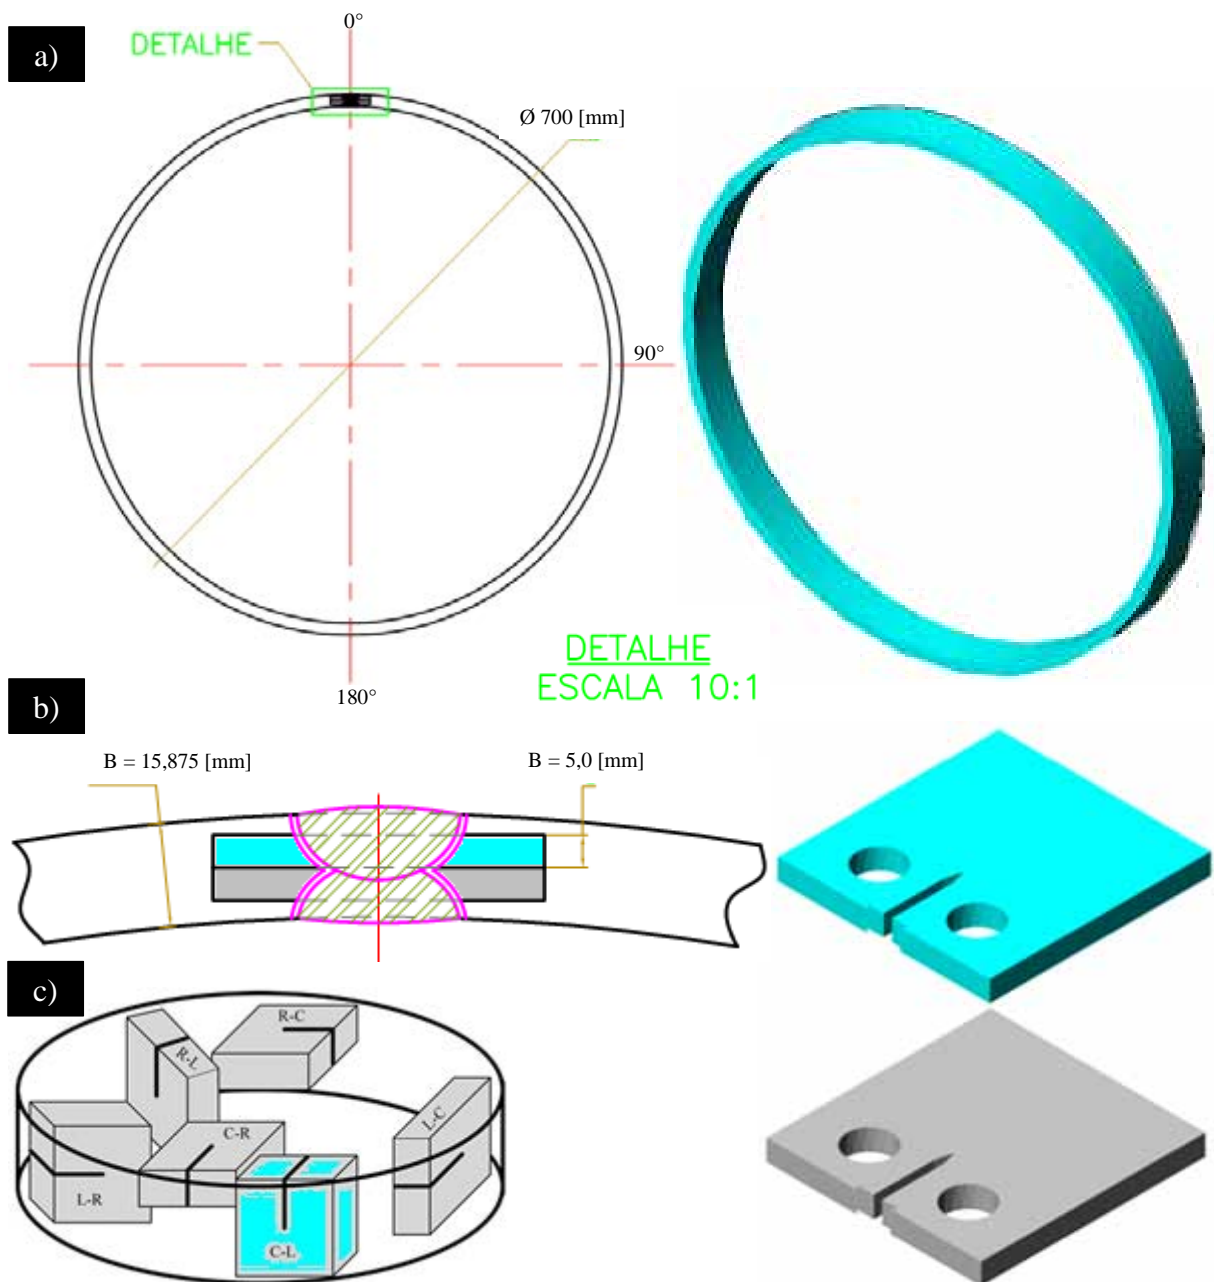 a)
0°
DETALHE
Ø 700 [mm]
90°
180°
DETALHE
ESCALA 10:1
b)
B = 15,875 [mm]
B = 5,0 [mm]
c)
R-C
R-L
L-C
C-R
L-R
C-L